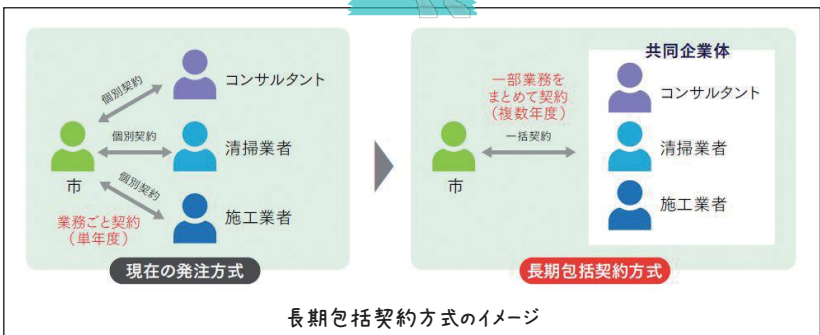 個別契約
コンサルタント
個別契約
清掃業者
市
個別契約
施工業者
業務ごと契約
(単年度)
現在の発注方式
共同企業体
一部業務を
まとめて契約
(複数年度)
一括契約
コンサルタント
清掃業者
市
施工業者
長期包括契約方式
長期包括契約方式のイメージ